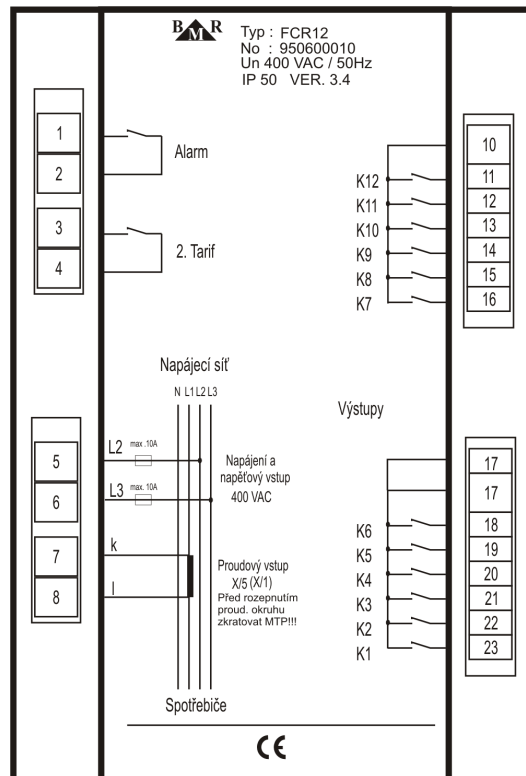 BMR
Typ : FCR12
No : 950600010
Un 400 VAC / 50Hz
IP 50 VER. 3.4
1
2
Alarm
3
4
2. Tarif
10
K12 11
K11 12
K10 13
K9 14
K8 15
K7 16
Napájecí síť
N L1 L2 L3
Výstupy
5
L2 max .10A
6
L3 max. 10A
Napájení a
napěťový vstup
400 VAC
7
k
8
l
Proudový vstup
X/5 (X/1)
Před rozepnutím
proud. okruhu
zkratovat MTP!!!
Spotřebiče
17
17
K6 18
K5 19
K4 20
K3 21
K2 22
K1 23
CE